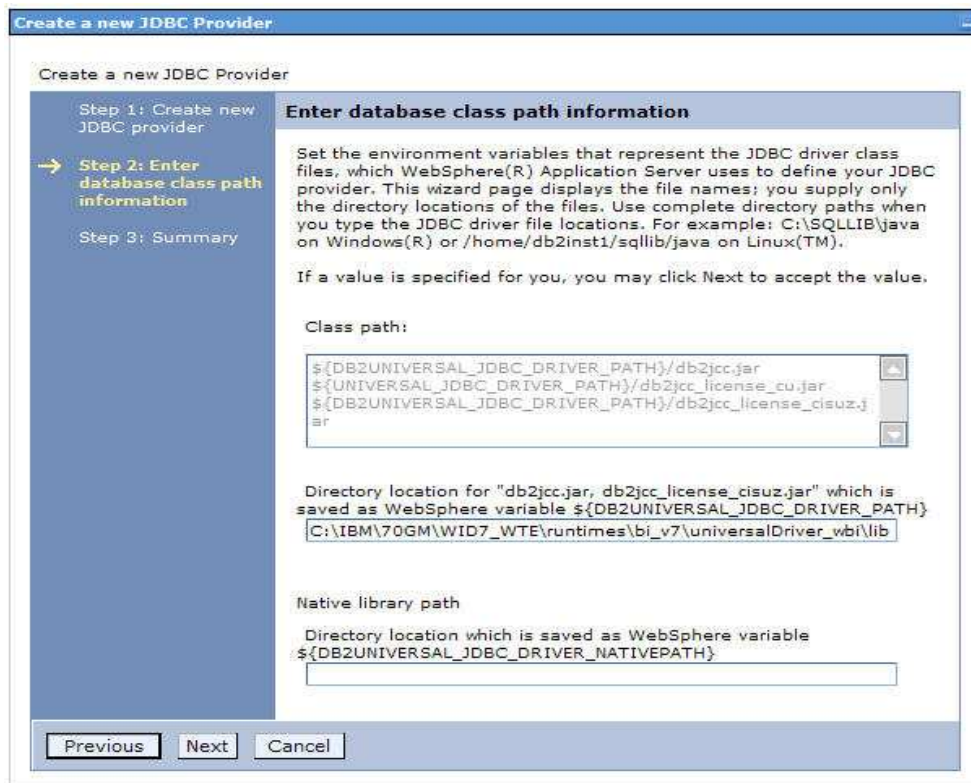 Create a new JDBC Provider
Create a new JDBC Provider
Step 1: Create new
JDBC provider
Step 2: Enter
database class path
information
Step 3: Summary
Enter database class path information
Set the environment variables that represent the JDBC driver class
files, which WebSphere(R) Application Server uses to define your JDBC
provider. This wizard page displays the file names; you supply only
the directory locations of the files. Use complete directory paths when
you type the JDBC driver file locations. For example: C:\SQLLIB\java
on Windows(R) or /home/db2inst1/sqllib/java on Linux(TM).
If a value is specified for you, you may click Next to accept the value.
Class path:
${DB2UNIVERSAL_JDBC_DRIVER_PATH}/db2jcc.jar
${UNIVERSAL_JDBC_DRIVER_PATH}/db2jcc_license_cu.jar
${DB2UNIVERSAL_JDBC_DRIVER_PATH}/db2jcc_license_cisuz.j
ar
Directory location for "db2jcc.jar, db2jcc_license_cisuz.jar" which is
saved as WebSphere variable ${DB2UNIVERSAL_JDBC_DRIVER_PATH}
C:\IBM\70GM\WID7_WTE\runtimes\bi_v7\universalDriver_wbi\lib
Native library path
Directory location which is saved as WebSphere variable
${DB2UNIVERSAL_JDBC_DRIVER_NATIVEPATH}
Previous Next Cancel